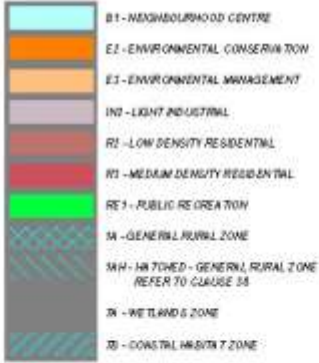 B1 - NEIGHBOURHOOD CENTRE
E2 - ENVIRONMENTAL CONSERVATION
E3 - ENVIRONMENTAL MANAGEMENT
IN2 - LIGHT INDUSTRIAL
R2 - LOW DENSITY RESIDENTIAL
R3 - MEDIUM DENSITY RESIDENTIAL
RE1 - PUBLIC RECREATION
1A - GENERAL RURAL ZONE
1AH - HATCHED - GENERAL RURAL ZONE
REFER TO CLAUSE 38
7A - WETLANDS ZONE
7B - COASTAL HABITAT ZONE